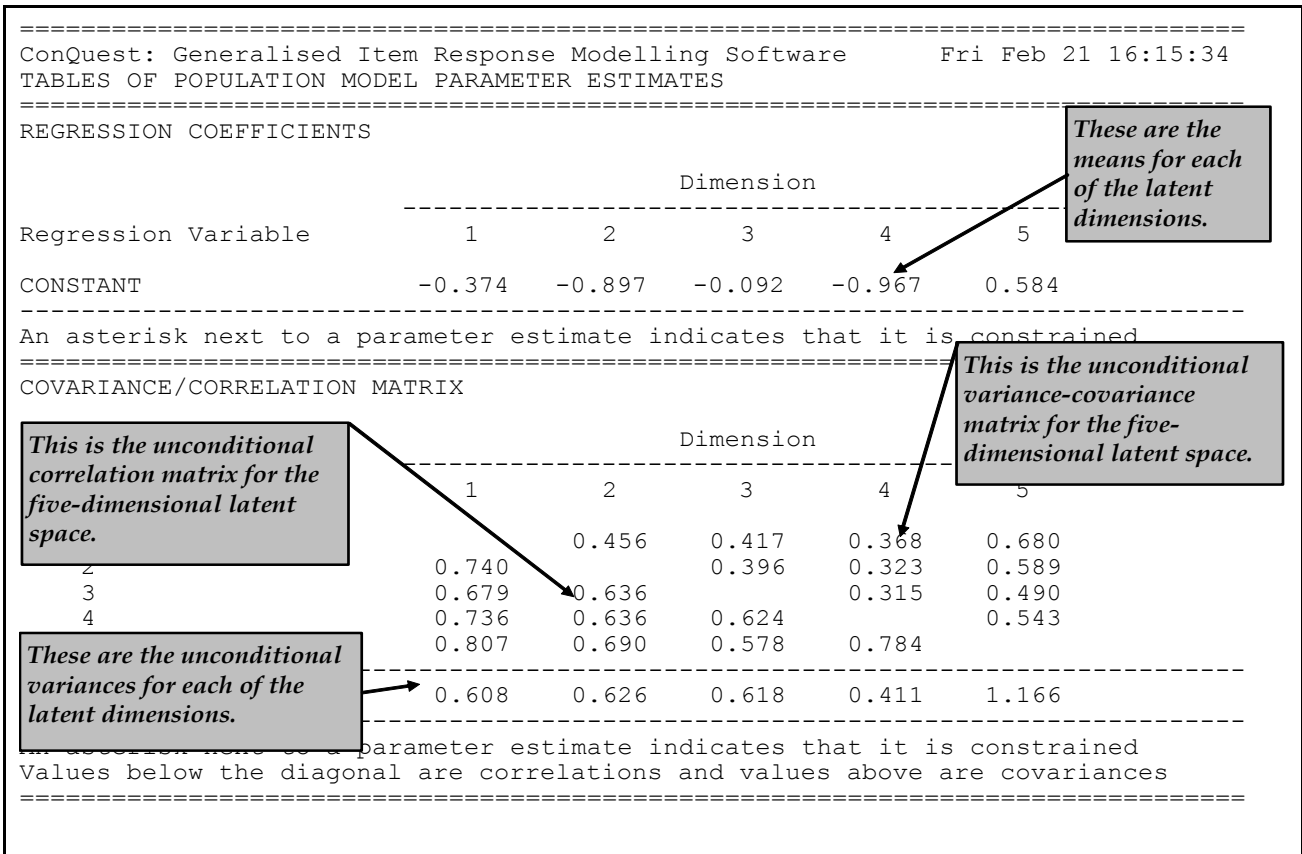 ================================================================================
ConQuest: Generalised Item Response Modelling Software Fri Feb 21 16:15:34
TABLES OF POPULATION MODEL PARAMETER ESTIMATES
================================================================================
REGRESSION COEFFICIENTS
These are the
means for each
of the latent
dimensions.
Dimension
-------------------------------------------
Regression Variable 1 2 3 4 5
CONSTANT -0.374 -0.897 -0.092 -0.967 0.584
--------------------------------------------------------------------------------
An asterisk next to a parameter estimate indicates that it is constrained
================================================================================
COVARIANCE/CORRELATION MATRIX
This is the unconditional
variance-covariance
matrix for the five-
dimensional latent space.
This is the unconditional
correlation matrix for the
five-dimensional latent
space.
Dimension
------------------------------------
1 2 3 4 5
0.456 0.417 0.368 0.680
2 0.740 0.396 0.323 0.589
3 0.679 0.636 0.315 0.490
4 0.736 0.636 0.624 0.543
0.807 0.690 0.578 0.784
These are the unconditional
variances for each of the
latent dimensions.
----------------------------------------------------------
0.608 0.626 0.618 0.411 1.166
----------------------------------------------------------
An asterisk next to a parameter estimate indicates that it is constrained
Values below the diagonal are correlations and values above are covariances
================================================================================